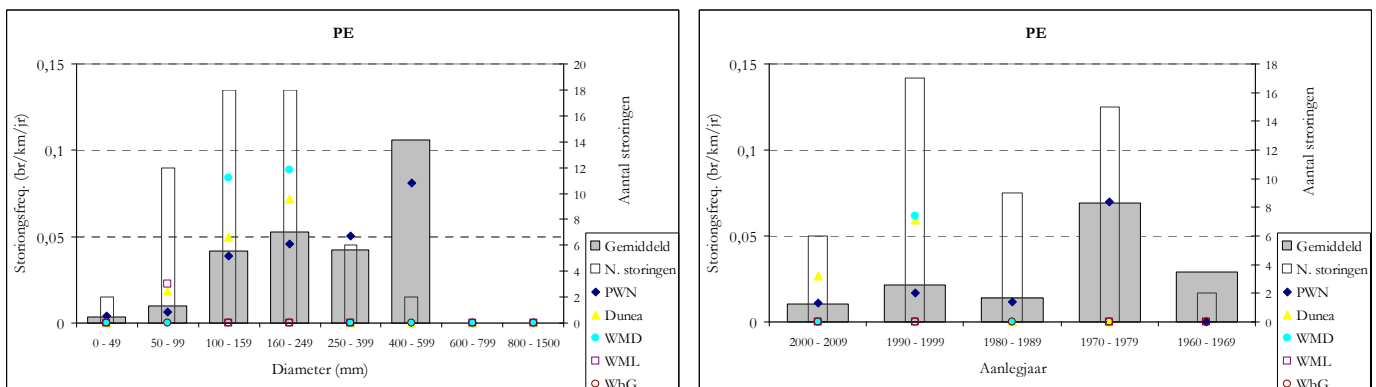 PE
0,15
0,1
0,05
0
20
18
16
14
12
10
8
6
4
2
0
Storiongsfreq. (br/km/jr)
Aantal stroringen
0 - 49
50 - 99
100 - 159
160 - 249
250 - 399
400 - 599
600 - 799
800 - 1500
Diameter (mm)
Gemiddeld
N. storingen
PWN
Dunea
WMD
WML
WbG
PE
0,15
0,1
0,05
0
18
16
14
12
10
8
6
4
2
0
Storiongsfreq. (br/km/jr)
Aantal stroringen
2000 - 2009
1990 - 1999
1980 - 1989
1970 - 1979
1960 - 1969
Aanlegjaar
Gemiddeld
N. storingen
PWN
Dunea
WMD
WML
WbG